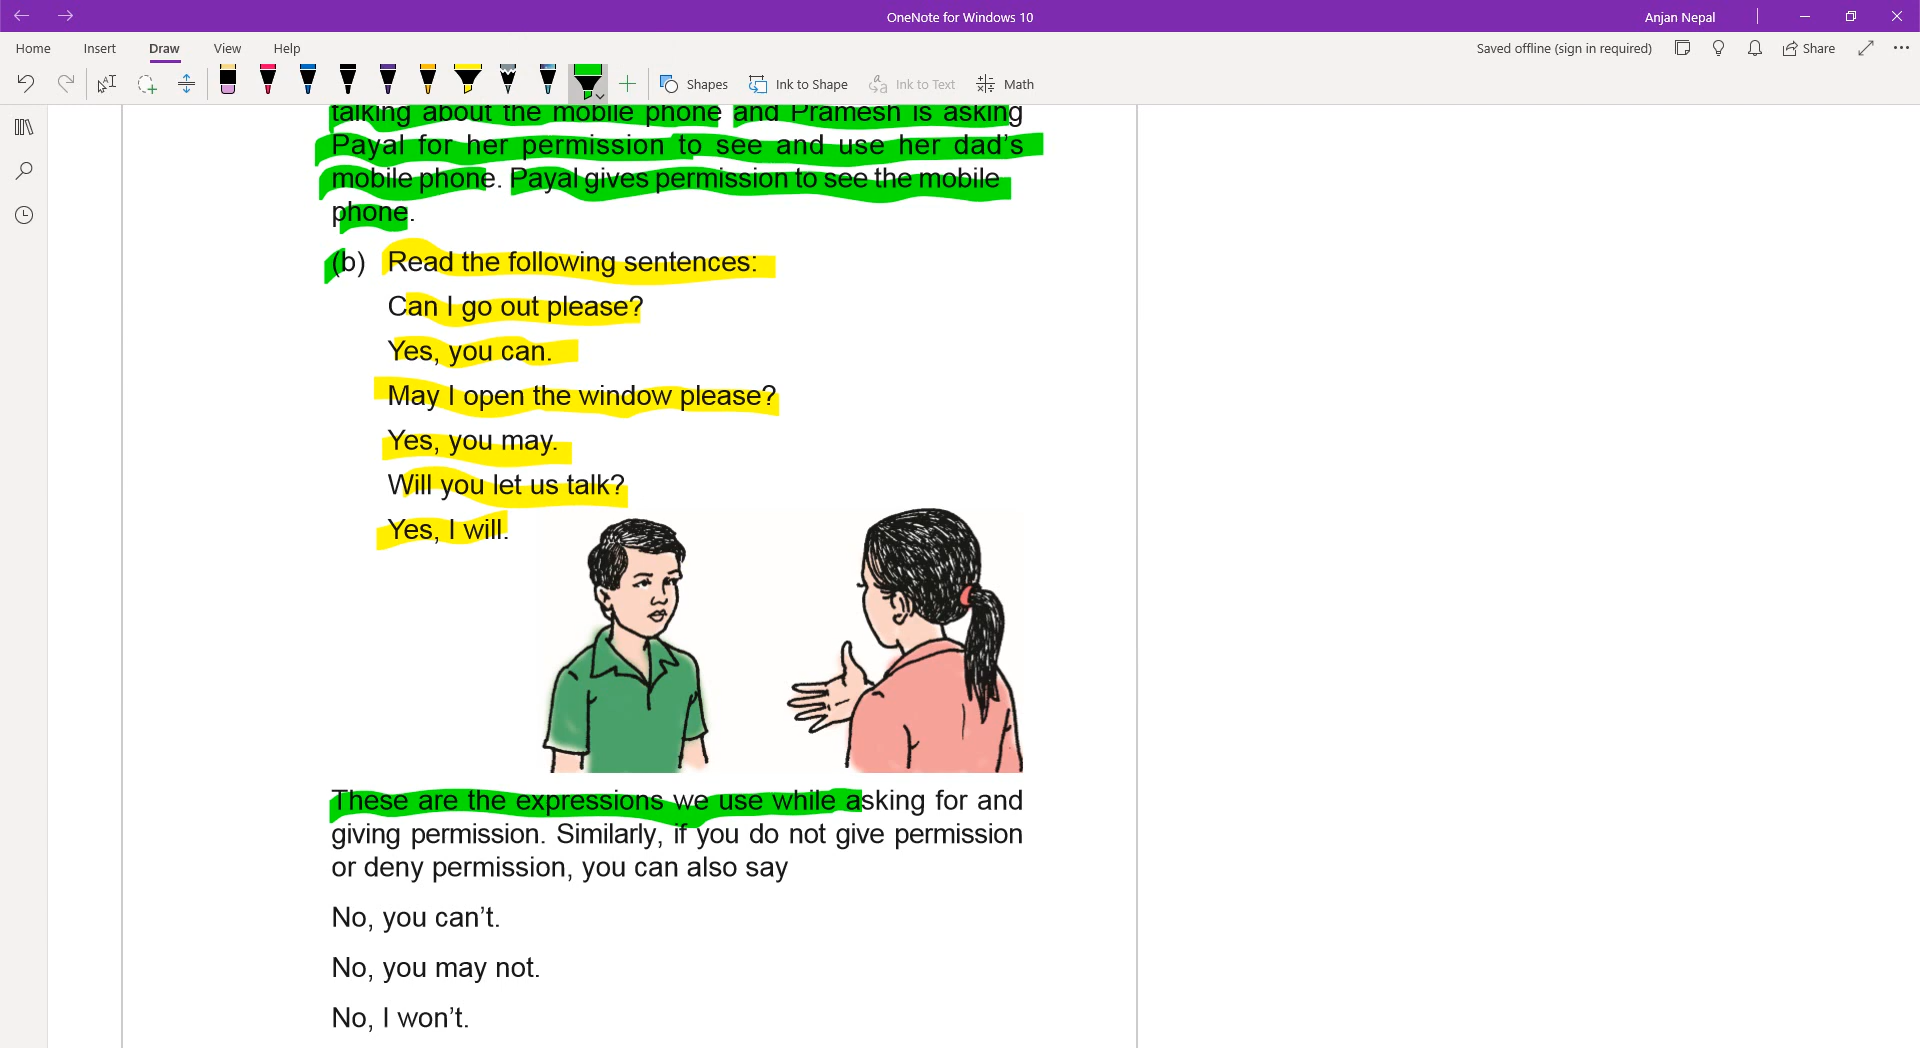 OneNote for Windows 10
Anjan Nepal
Home Insert Draw View Help
Saved offline (sign in required)
Share
Shapes
Ink to Shape
Ink to Text
Math
talking about the mobile phone and Pramesh is asking
Payal for her permission to see and use her dad's
mobile phone. Payal gives permission to see the mobile
phone.
(b) Read the following sentences:
Can I go out please?
Yes, you can.
May I open the window please?
Yes, you may.
Will you let us talk?
Yes, I will.
These are the expressions we use while asking for and
giving permission. Similarly, if you do not give permission
or deny permission, you can also say
No, you can't.
No, you may not.
No, I won't.